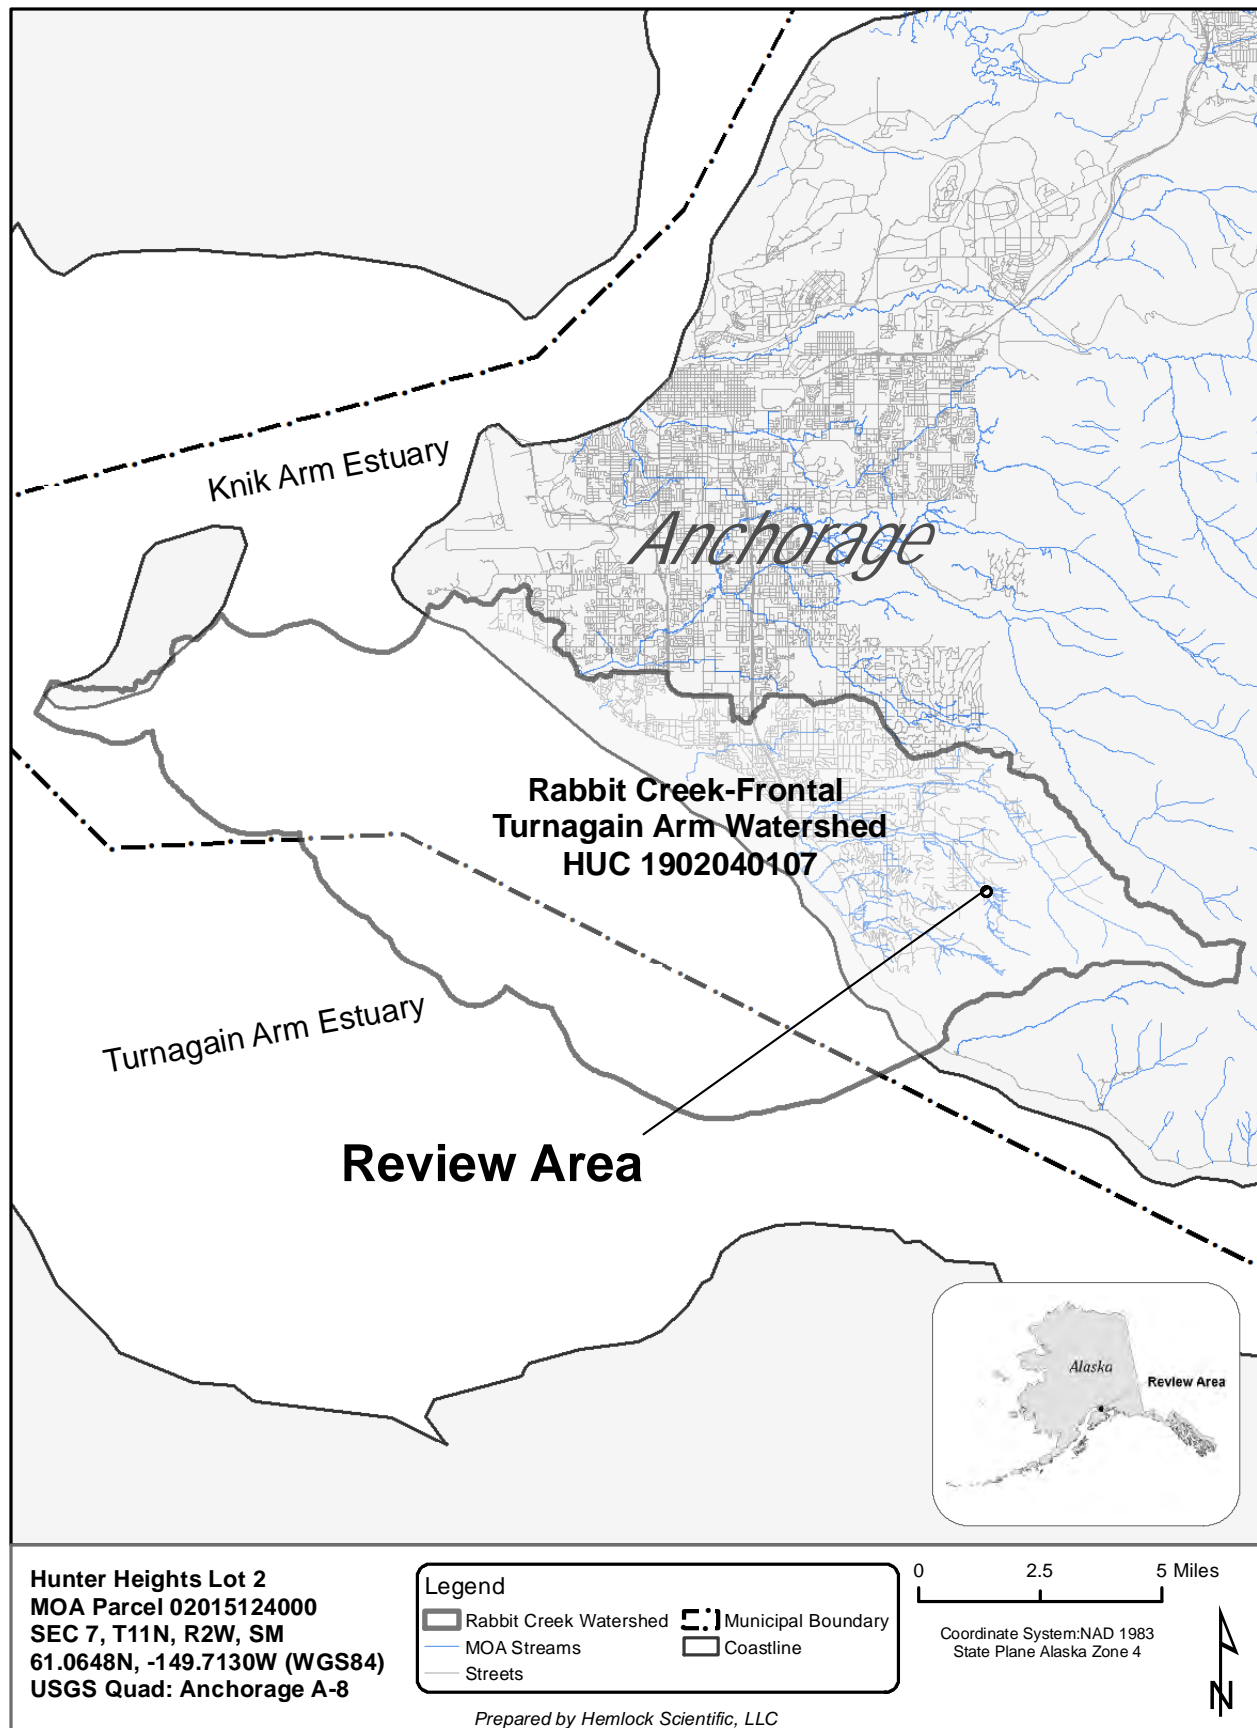 Knik Arm Estuary
Anchorage
Rabbit Creek-Frontal
Turnagain Arm Watershed
HUC 1902040107
Turnagain Arm Estuary
Review Area
Alaska
Review Area
Hunter Heights Lot 2
MOA Parcel 02015124000
SEC 7, T11N, R2W, SM
61.0648N, -149.7130W (WGS84)
USGS Quad: Anchorage A-8
Legend
Rabbit Creek Watershed
Municipal Boundary
MOA Streams
Coastline
Streets
0 2.5 5 Miles
Coordinate System:NAD 1983
State Plane Alaska Zone 4
N
Prepared by Hemlock Scientific, LLC